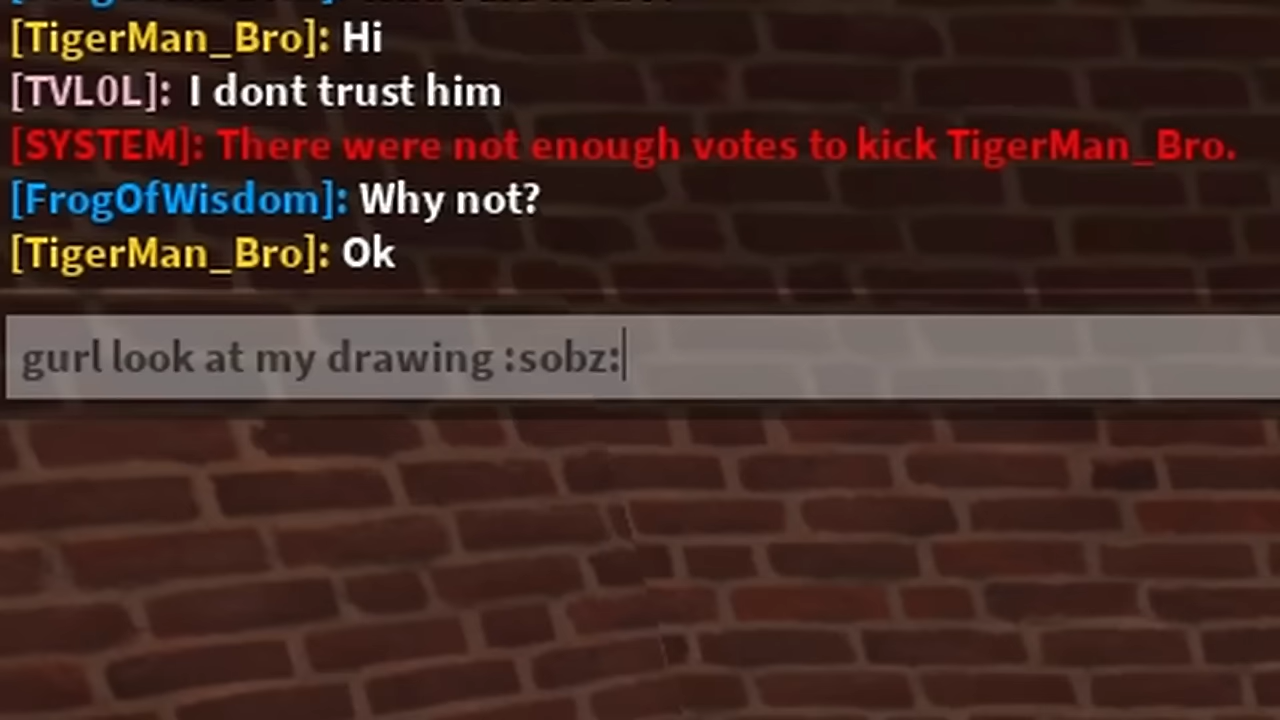 [TigerMan_Bro]: Hi
[TVL0L]: I dont trust him
[SYSTEM]: There were not enough votes to kick TigerMan_Bro.
[FrogOfWisdom]: Why not?
[TigerMan_Bro]: Ok
gurl look at my drawing :sobz: